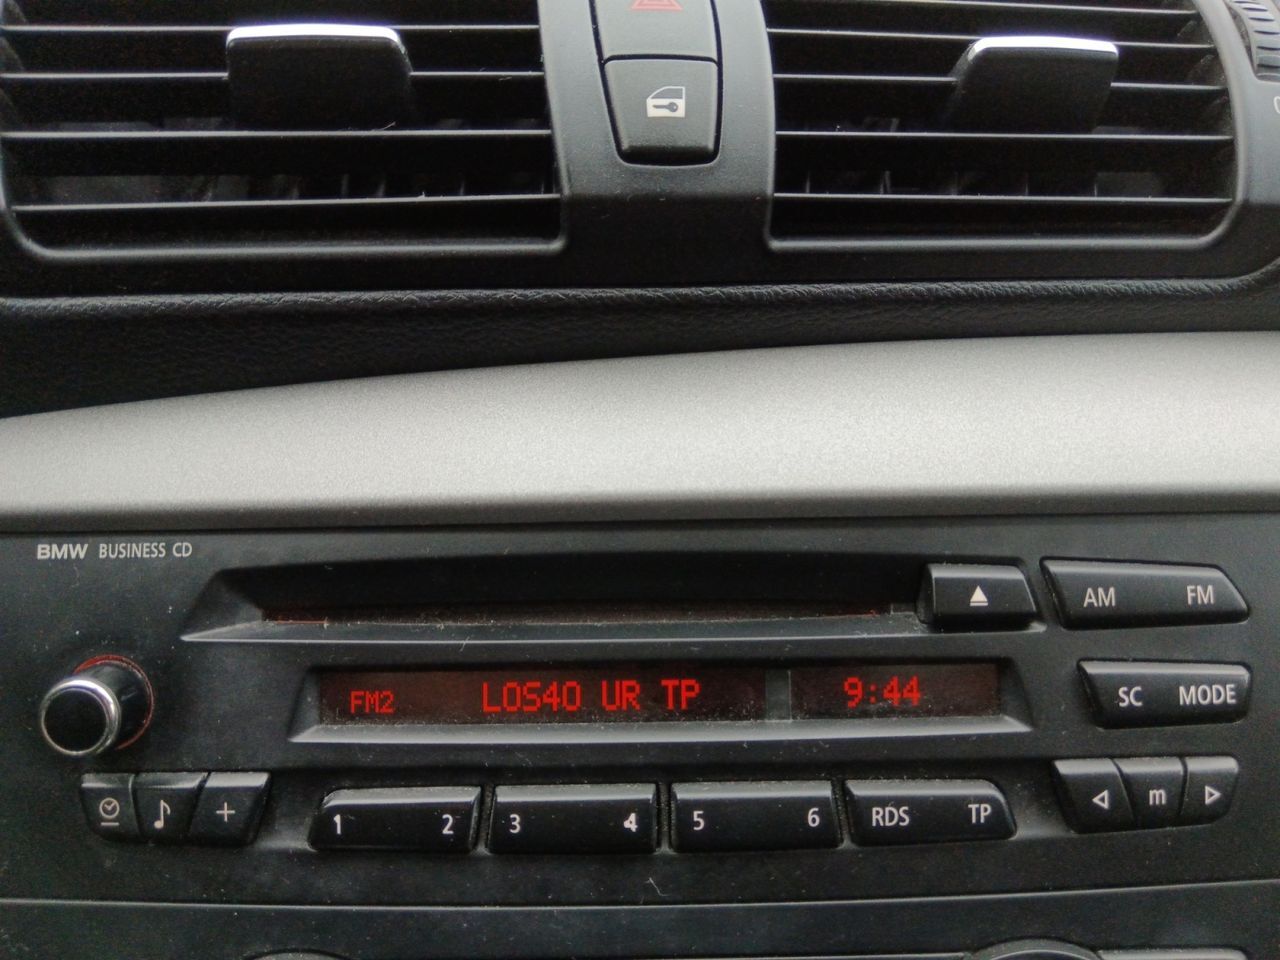 BMW BUSINESS CD
AM FM
FM2 LOS40 UR TP 9:44
SC MODE
1 2 3 4 5 6 RDS TP m